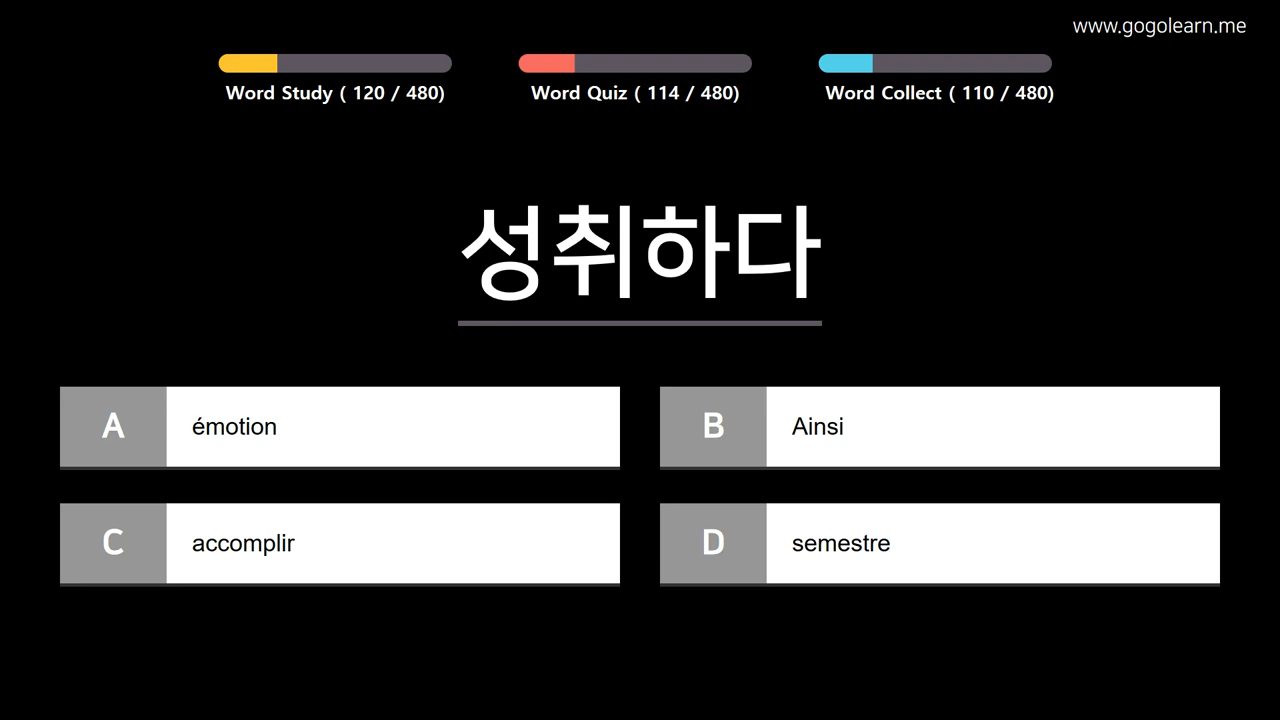 www.gogolearn.me
Word Study ( 120 / 480)
Word Quiz ( 114 / 480)
Word Collect ( 110 / 480)
성취하다
A émotion
B Ainsi
C accomplir
D semestre